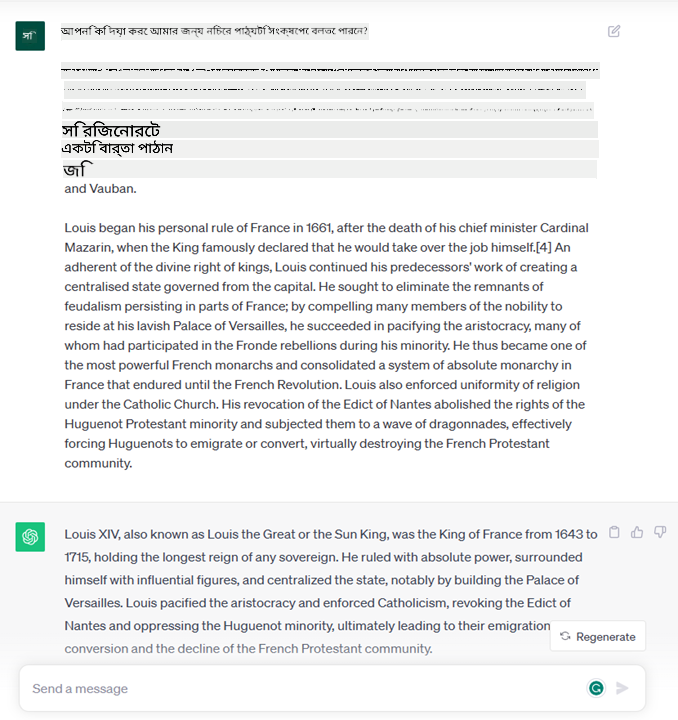 আপনি কি দয়া করে আমার জন্য নিচের পাঠ্যটি সংক্ষেপে বলতে পারেন?
সি রিজিনোরটে
একটি বার্তা পাঠান
জি
and Vauban.
Louis began his personal rule of France in 1661, after the death of his chief minister Cardinal
Mazarin, when the King famously declared that he would take over the job himself.[4] An
adherent of the divine right of kings, Louis continued his predecessors' work of creating a
centralised state governed from the capital. He sought to eliminate the remnants of
feudalism persisting in parts of France; by compelling many members of the nobility to
reside at his lavish Palace of Versailles, he succeeded in pacifying the aristocracy, many of
whom had participated in the Fronde rebellions during his minority. He thus became one of
the most powerful French monarchs and consolidated a system of absolute monarchy in
France that endured until the French Revolution. Louis also enforced uniformity of religion
under the Catholic Church. His revocation of the Edict of Nantes abolished the rights of the
Huguenot Protestant minority and subjected them to a wave of dragonnades, effectively
forcing Huguenots to emigrate or convert, virtually destroying the French Protestant
community.
Louis XIV, also known as Louis the Great or the Sun King, was the King of France from 1643 to
1715, holding the longest reign of any sovereign. He ruled with absolute power, surrounded
himself with influential figures, and centralized the state, notably by building the Palace of
Versailles. Louis pacified the aristocracy and enforced Catholicism, revoking the Edict of
Nantes and oppressing the Huguenot minority, ultimately leading to their emigration
Regenerate
conversion and the decline of the French Protestant community.
Send a message